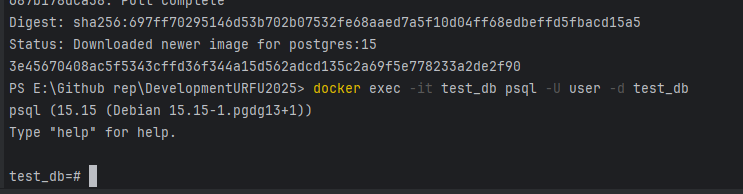 687b178dca58: Pull complete
Digest: sha256:697ff70295146d53b702b07532fe68aaed7a5f10d04ff68edbeffd5fbacd15a5
Status: Downloaded newer image for postgres:15
3e45670408ac5f5343cffd36f344a15d562adcd135c2a69f5e778233a2de2f90
PS E:\Github rep\DevelopmentURFU2025> docker exec -it test_db psql -U user -d test_db
psql (15.15 (Debian 15.15-1.pgdg13+1))
Type "help" for help.
test_db=#